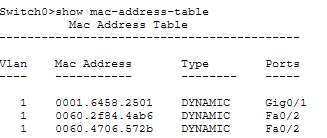 Switch0>show mac-address-table
Mac Address Table
-------------------------------------------
Vlan Mac Address Type Ports
---- ----------- -------- -----
1 0001.6458.2501 DYNAMIC Gig0/1
1 0060.2f84.4ab6 DYNAMIC Fa0/2
1 0060.4706.572b DYNAMIC Fa0/2